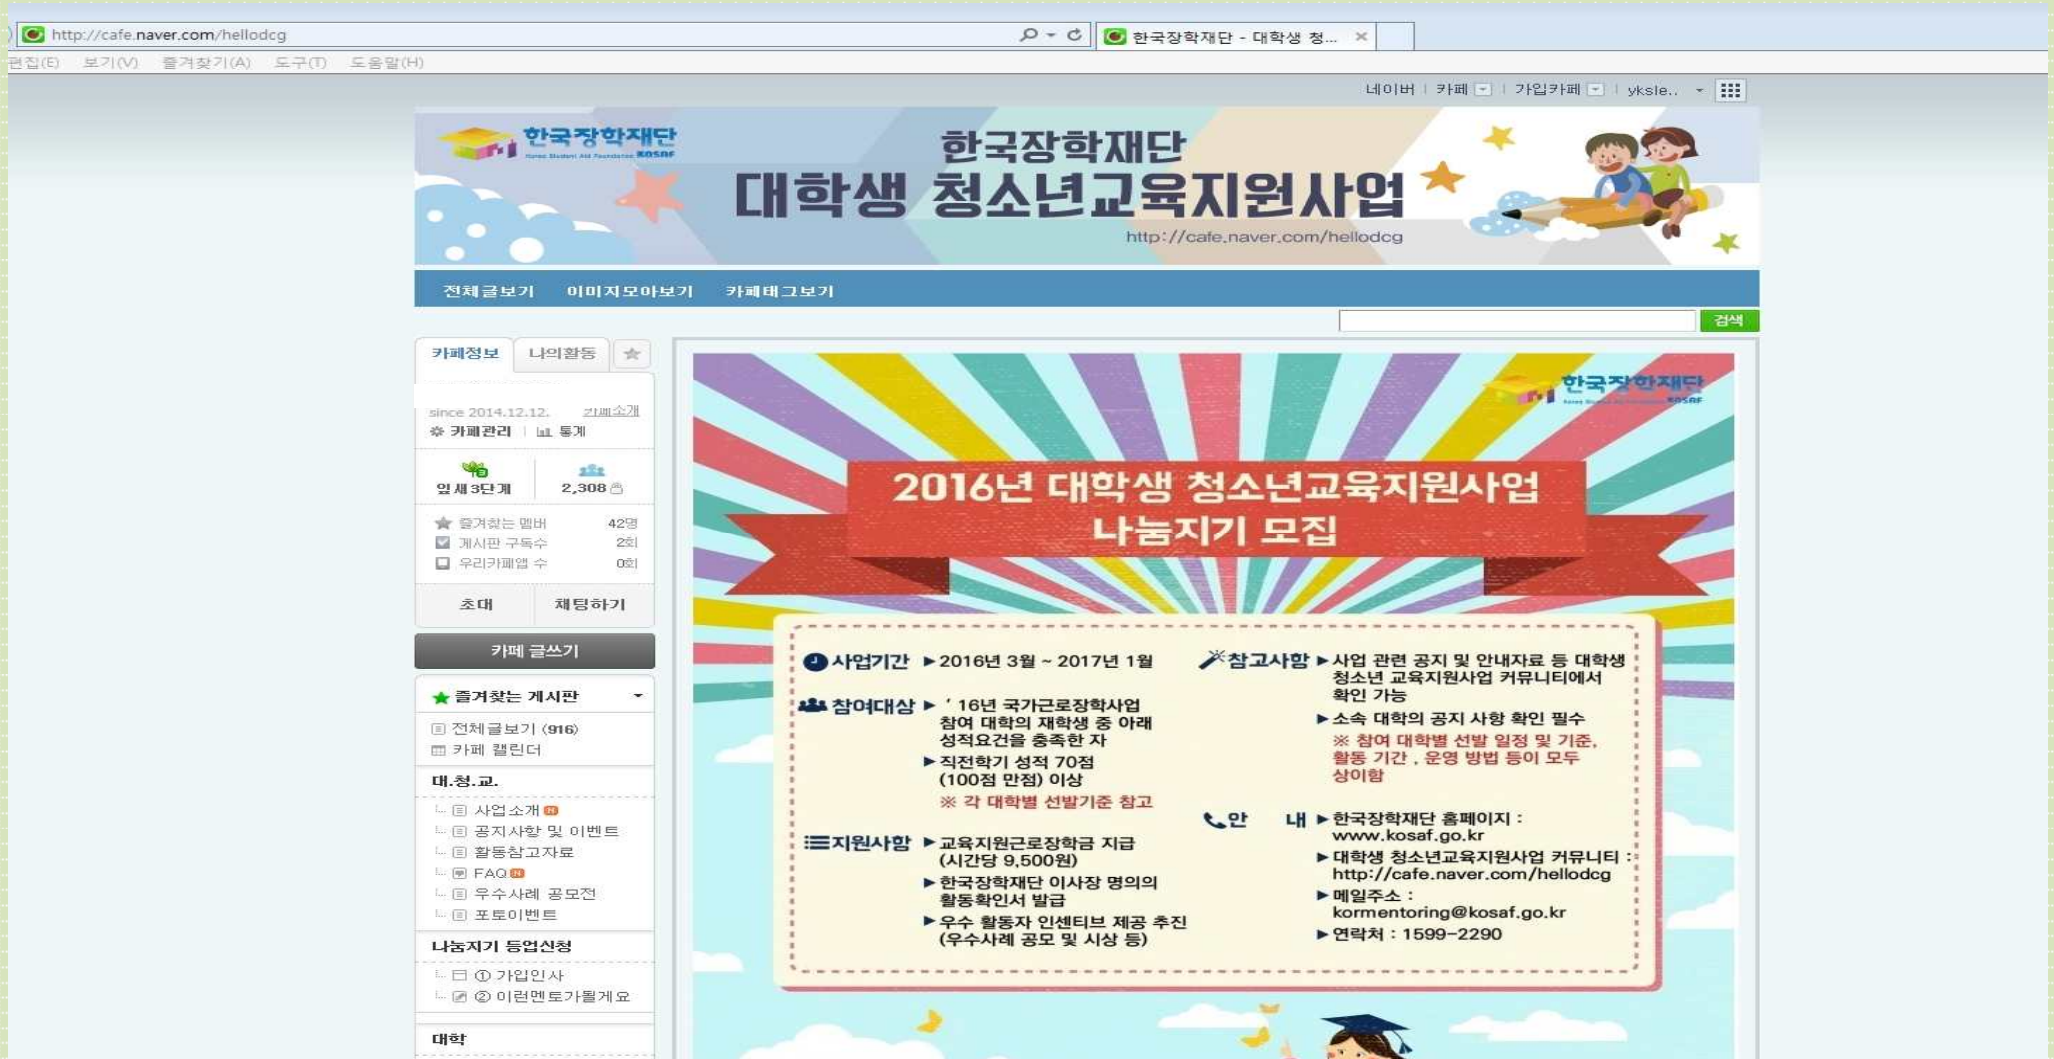 http://cafe.naver.com/hellodcg
한국장학재단 - 대학생 청...
편집(E) 보기(V) 즐겨찾기(A) 도구(T) 도움말(H)
네이버 카페 가입카페 yksle..
한국장학재단
Korea Student Aid Foundation KOSAF
한국장학재단
대학생 청소년교육지원사업
http://cafe.naver.com/hellodcg
전체글보기 이미지모아보기 카페태그보기
검색
카페정보 나의활동
since 2014.12.12. 카페소개
카페관리 통계
잎새3단계 2,308
즐겨찾는 멤버 42명
게시판 구독수 2회
우리카페앱 수 0회
초대 채팅하기
카페 글쓰기
즐겨찾는 게시판
전체글보기 (916)
카페 캘린더
대.청.교.
사업소개 N
공지사항 및 이벤트
활동참고자료
FAQ N
우수사례 공모전
포토이벤트
나눔지기 등업신청
① 가입인사
② 이런멘토가될게요
대학
한국장학재단
KOSAF
2016년 대학생 청소년교육지원사업
나눔지기 모집
사업기간 ▶2016년 3월 ~ 2017년 1월
참여대상 ▶ ' 16년 국가근로장학사업
참여 대학의 재학생 중 아래
성적요건을 충족한 자
▶직전학기 성적 70점
(100점 만점) 이상
※ 각 대학별 선발기준 참고
지원사항 ▶교육지원근로장학금 지급
(시간당 9,500원)
▶한국장학재단 이사장 명의의
활동확인서 발급
▶우수 활동자 인센티브 제공 추진
(우수사례 공모 및 시상 등)
참고사항 ▶사업 관련 공지 및 안내자료 등 대학생
청소년 교육지원사업 커뮤니티에서
확인 가능
▶소속 대학의 공지 사항 확인 필수
※ 참여 대학별 선발 일정 및 기준,
활동 기간 , 운영 방법 등이 모두
상이함
안 내 ▶한국장학재단 홈페이지 :
www.kosaf.go.kr
▶대학생 청소년교육지원사업 커뮤니티 :
http://cafe.naver.com/hellodcg
▶메일주소 :
kormentoring@kosaf.go.kr
▶연락처 : 1599-2290